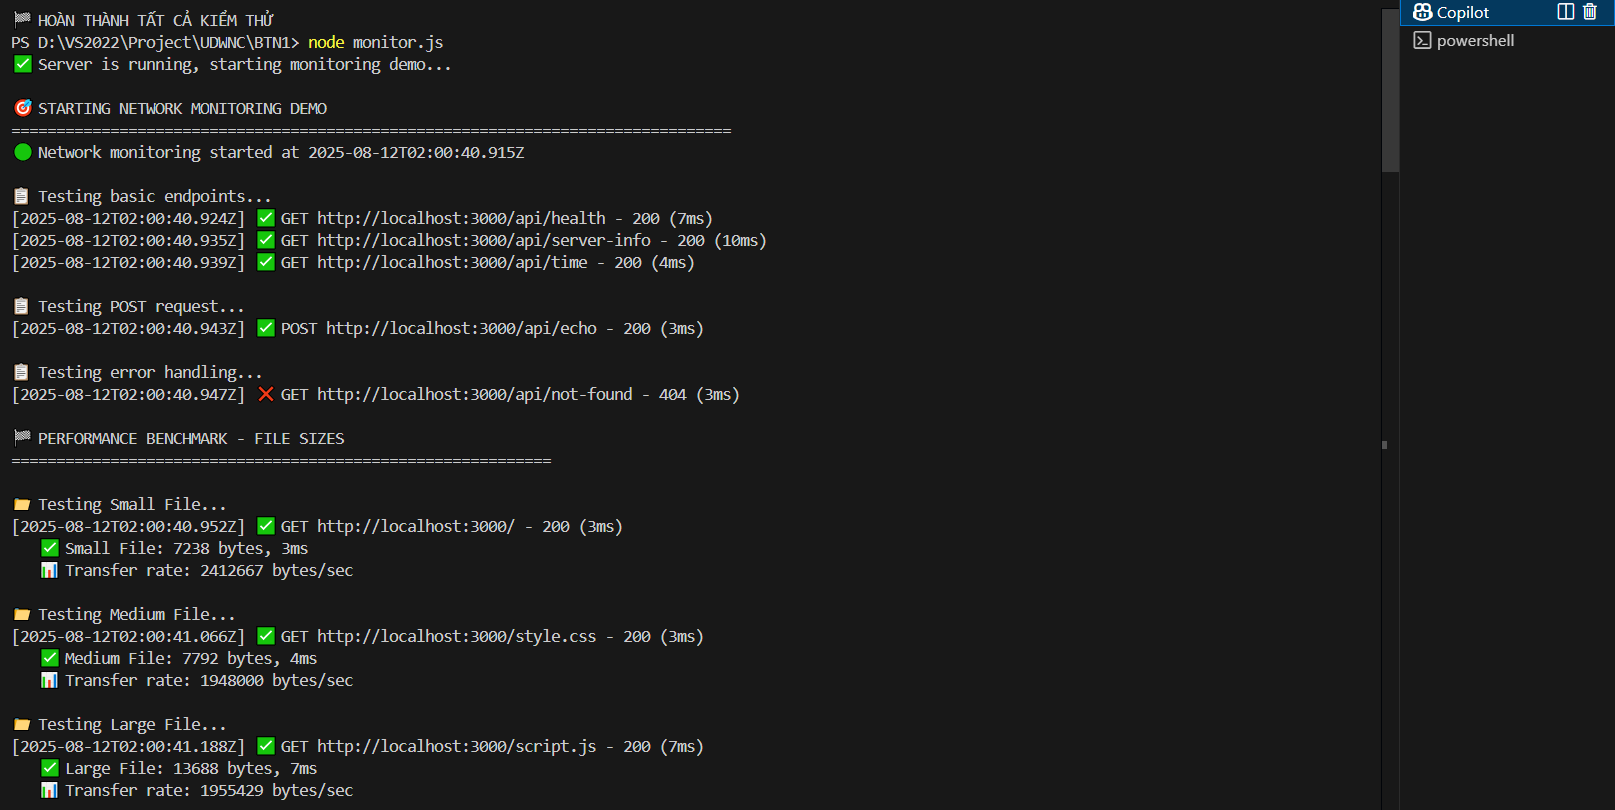 🏁 HOÀN THÀNH TẤT CẢ KIỂM THỬ
PS D:\VS2022\Project\UDWNC\BTN1> node monitor.js
✅ Server is running, starting monitoring demo...
🎯 STARTING NETWORK MONITORING DEMO
================================================================================
🟢 Network monitoring started at 2025-08-12T02:00:40.915Z
📋 Testing basic endpoints...
[2025-08-12T02:00:40.924Z] ✅ GET http://localhost:3000/api/health - 200 (7ms)
[2025-08-12T02:00:40.935Z] ✅ GET http://localhost:3000/api/server-info - 200 (10ms)
[2025-08-12T02:00:40.939Z] ✅ GET http://localhost:3000/api/time - 200 (4ms)
📋 Testing POST request...
[2025-08-12T02:00:40.943Z] ✅ POST http://localhost:3000/api/echo - 200 (3ms)
📋 Testing error handling...
[2025-08-12T02:00:40.947Z] ❌ GET http://localhost:3000/api/not-found - 404 (3ms)
🏁 PERFORMANCE BENCHMARK - FILE SIZES
============================================================
📁 Testing Small File...
[2025-08-12T02:00:40.952Z] ✅ GET http://localhost:3000/ - 200 (3ms)
✅ Small File: 7238 bytes, 3ms
📊 Transfer rate: 2412667 bytes/sec
📁 Testing Medium File...
[2025-08-12T02:00:41.066Z] ✅ GET http://localhost:3000/style.css - 200 (3ms)
✅ Medium File: 7792 bytes, 4ms
📊 Transfer rate: 1948000 bytes/sec
📁 Testing Large File...
[2025-08-12T02:00:41.188Z] ✅ GET http://localhost:3000/script.js - 200 (7ms)
✅ Large File: 13688 bytes, 7ms
📊 Transfer rate: 1955429 bytes/sec
Copilot
powershell